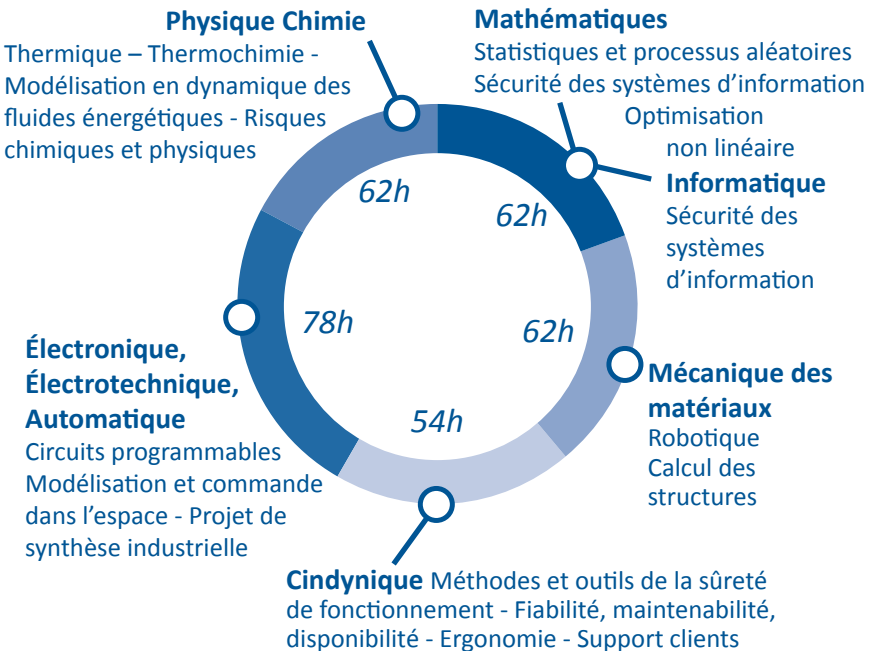 Physique Chimie
Thermique – Thermochimie -
Modélisation en dynamique des
fluides énergétiques - Risques
chimiques et physiques
62h
Mathématiques
Statistiques et processus aléatoires
Sécurité des systèmes d’information
Optimisation
non linéaire
Informatique
Sécurité des
systèmes
d’information
62h
Mécanique des
matériaux
Robotique
Calcul des
structures
62h
Cindynique Méthodes et outils de la sûreté
de fonctionnement - Fiabilité, maintenabilité,
disponibilité - Ergonomie - Support clients
54h
Électronique,
Électrotechnique,
Automatique
Circuits programmables
Modélisation et commande
dans l’espace - Projet de
synthèse industrielle
78h